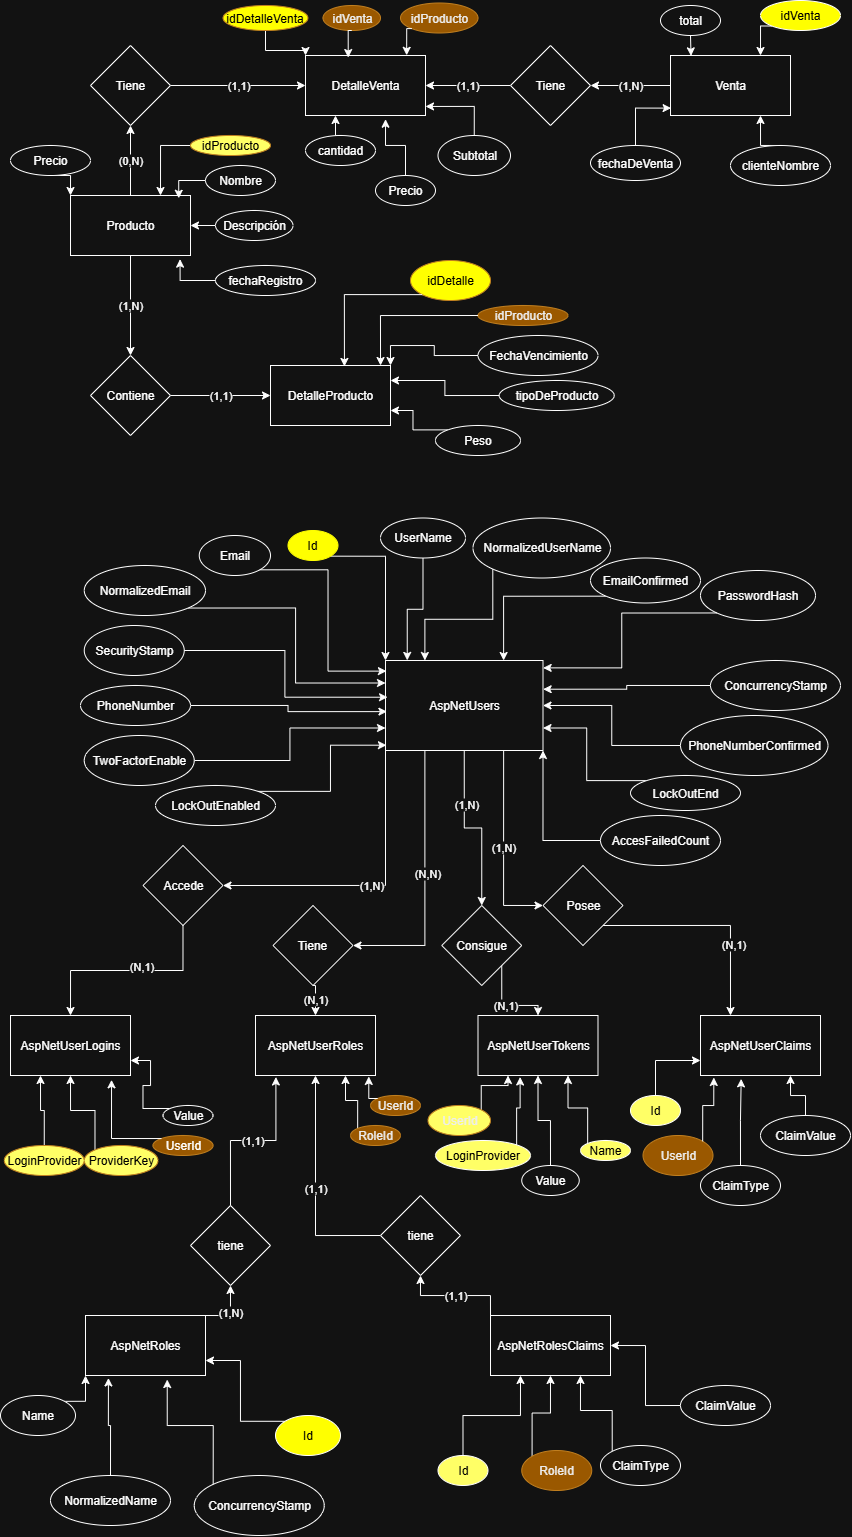 idDetalleVenta
idVenta
idProducto
total
idVenta
Tiene
(1,1)
DetalleVenta
(1,1)
Tiene
(1,N)
Venta
(0,N)
idProducto
Precio
Nombre
cantidad
Subtotal
Precio
fechaDeVenta
clienteNombre
Producto
Descripción
fechaRegistro
idDetalle
(1,N)
idProducto
FechaVencimiento
Contiene
(1,1)
DetalleProducto
tipoDeProducto
Peso
Id
UserName
NormalizedUserName
Email
EmailConfirmed
NormalizedEmail
PasswordHash
SecurityStamp
ConcurrencyStamp
PhoneNumber
AspNetUsers
PhoneNumberConfirmed
TwoFactorEnable
LockOutEnd
LockOutEnabled
AccesFailedCount
(1,N)
(1,N)
(N,N)
(1,N)
Accede
Posee
Tiene
Consigue
(N,1)
(N,1)
(N,1)
(N,1)
AspNetUserLogins
AspNetUserRoles
AspNetUserTokens
AspNetUserClaims
Value
UserId
UserId
Id
LoginProvider
ProviderKey
UserId
RoleId
LoginProvider
Name
Value
UserId
ClaimValue
ClaimType
(1,1)
(1,1)
tiene
tiene
(1,N)
(1,1)
AspNetRoles
AspNetRolesClaims
Name
Id
ClaimValue
NormalizedName
ConcurrencyStamp
Id
RoleId
ClaimType